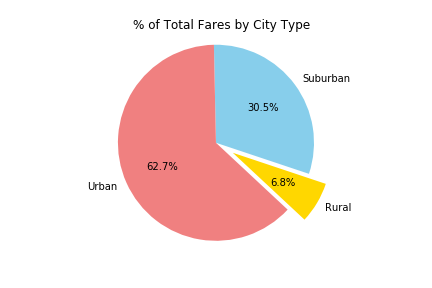 % of Total Fares by City Type
Suburban
30.5%
62.7%
6.8%
Urban
Rural